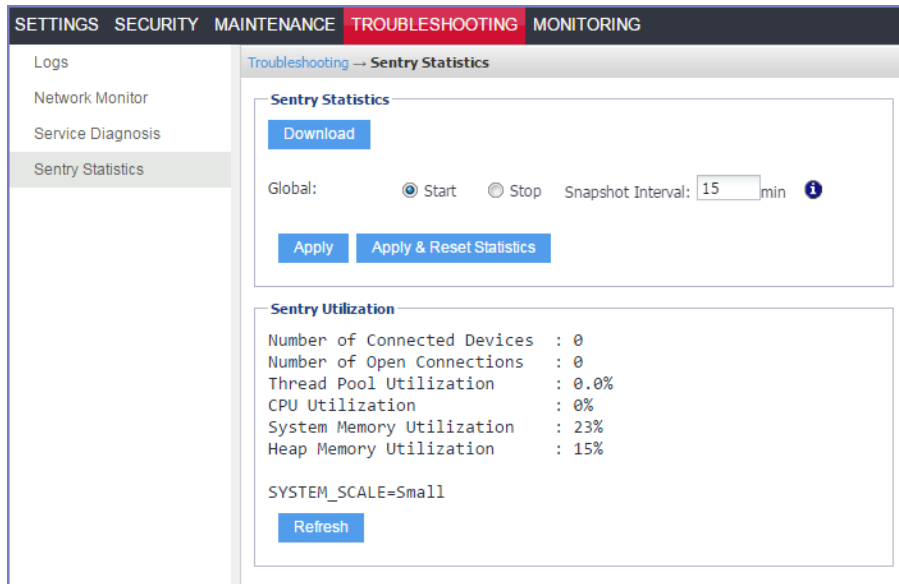 SETTINGS SECURITY MAINTENANCE TROUBLESHOOTING MONITORING
Logs
Network Monitor
Service Diagnosis
Sentry Statistics
Troubleshooting → Sentry Statistics
Sentry Statistics
Download
Global: Start Stop Snapshot Interval: 15 min i
Apply Apply & Reset Statistics
Sentry Utilization
Number of Connected Devices : 0
Number of Open Connections : 0
Thread Pool Utilization : 0.0%
CPU Utilization : 0%
System Memory Utilization : 23%
Heap Memory Utilization : 15%
SYSTEM_SCALE=Small
Refresh